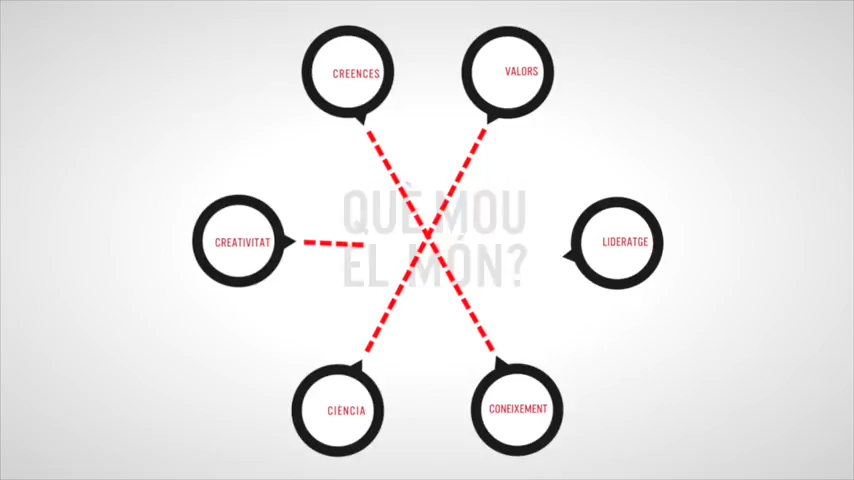 CREENCES
VALORS
QUÈ MOU
EL MÓN?
CREATIVITAT
LIDERATGE
CIÈNCIA
CONEIXEMENT